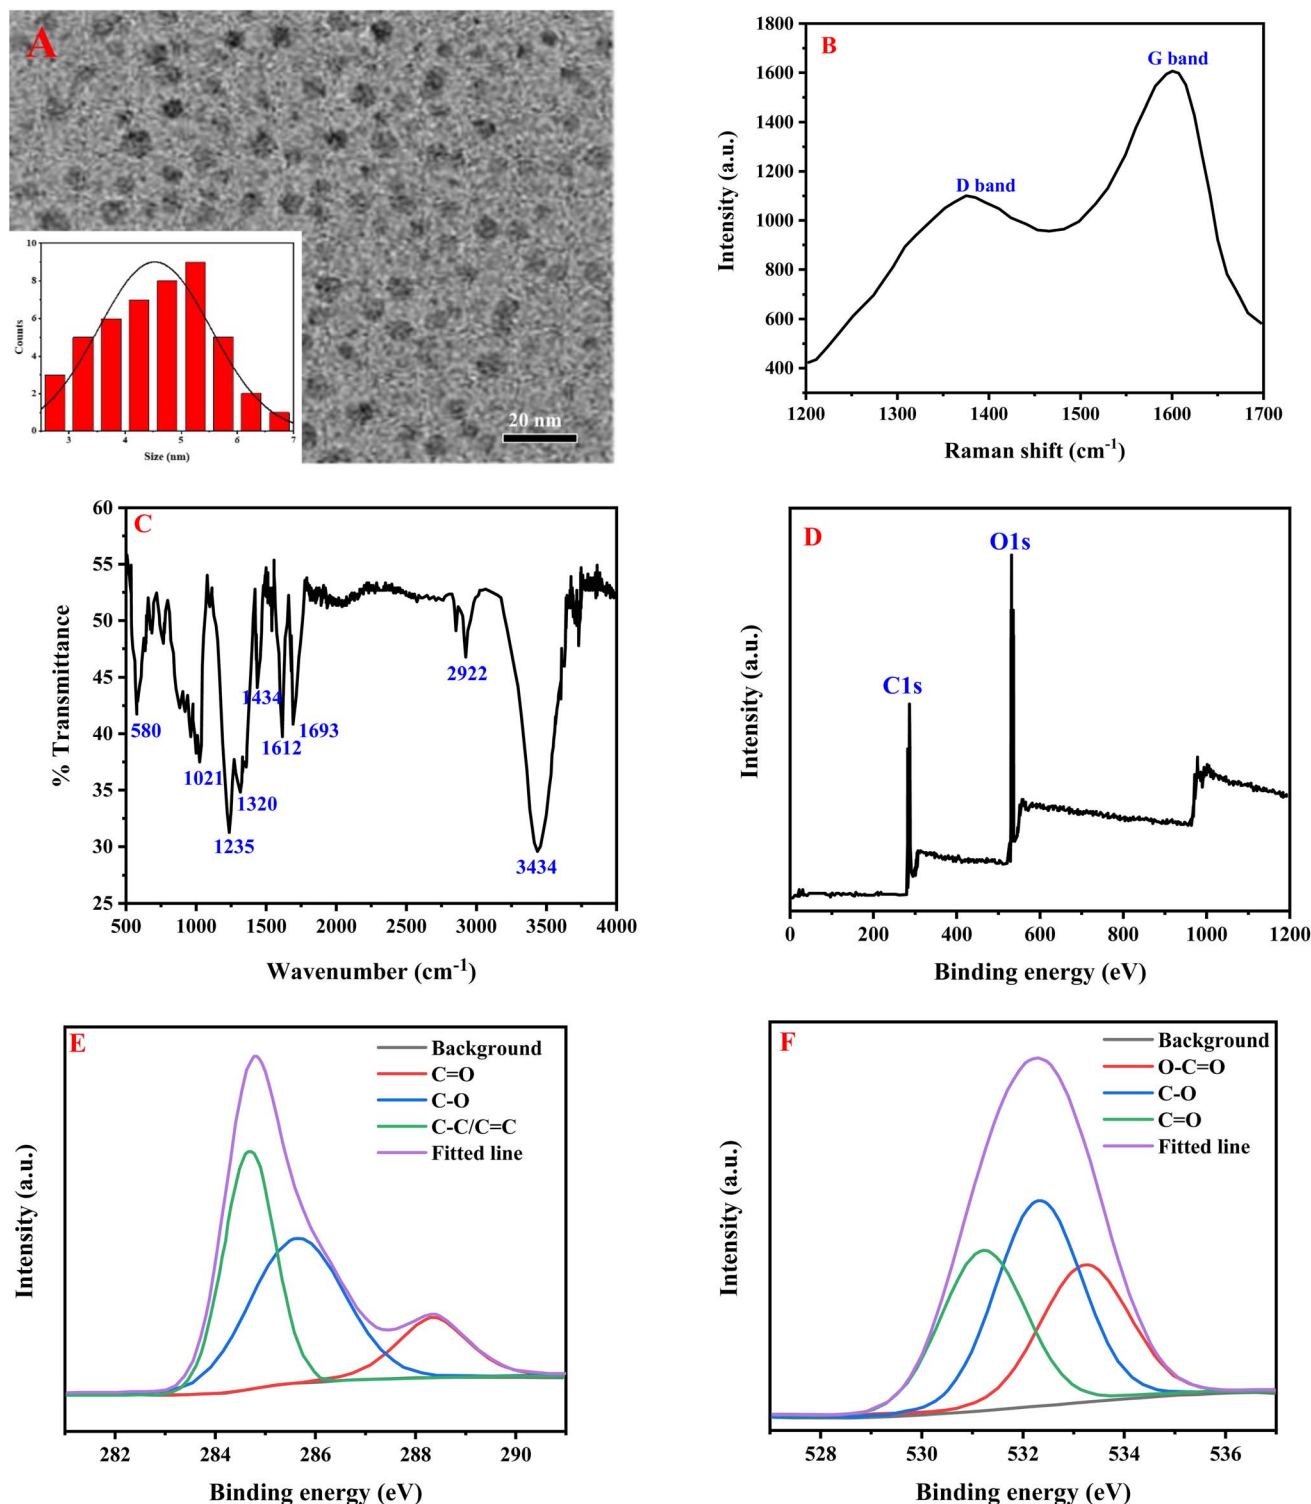 A
10
8
6
4
2
0
Counts
3 4 5 6 7
Size (nm)
20 nm
B
G band
D band
1800
1600
1400
1200
1000
800
600
400
Intensity (a.u.)
1200 1300 1400 1500 1600 1700
Raman shift (cm⁻¹)
C
60
55
50
45
40
35
30
25
% Transmittance
580
1021
1235
1320
1434
1612
1693
2922
3434
500 1000 1500 2000 2500 3000 3500 4000
Wavenumber (cm⁻¹)
D
O1s
C1s
Intensity (a.u.)
0 200 400 600 800 1000 1200
Binding energy (eV)
E
Background
C=O
C-O
C-C/C=C
Fitted line
Intensity (a.u.)
282 284 286 288 290
Binding energy (eV)
F
Background
O-C=O
C-O
C=O
Fitted line
Intensity (a.u.)
528 530 532 534 536
Binding energy (eV)